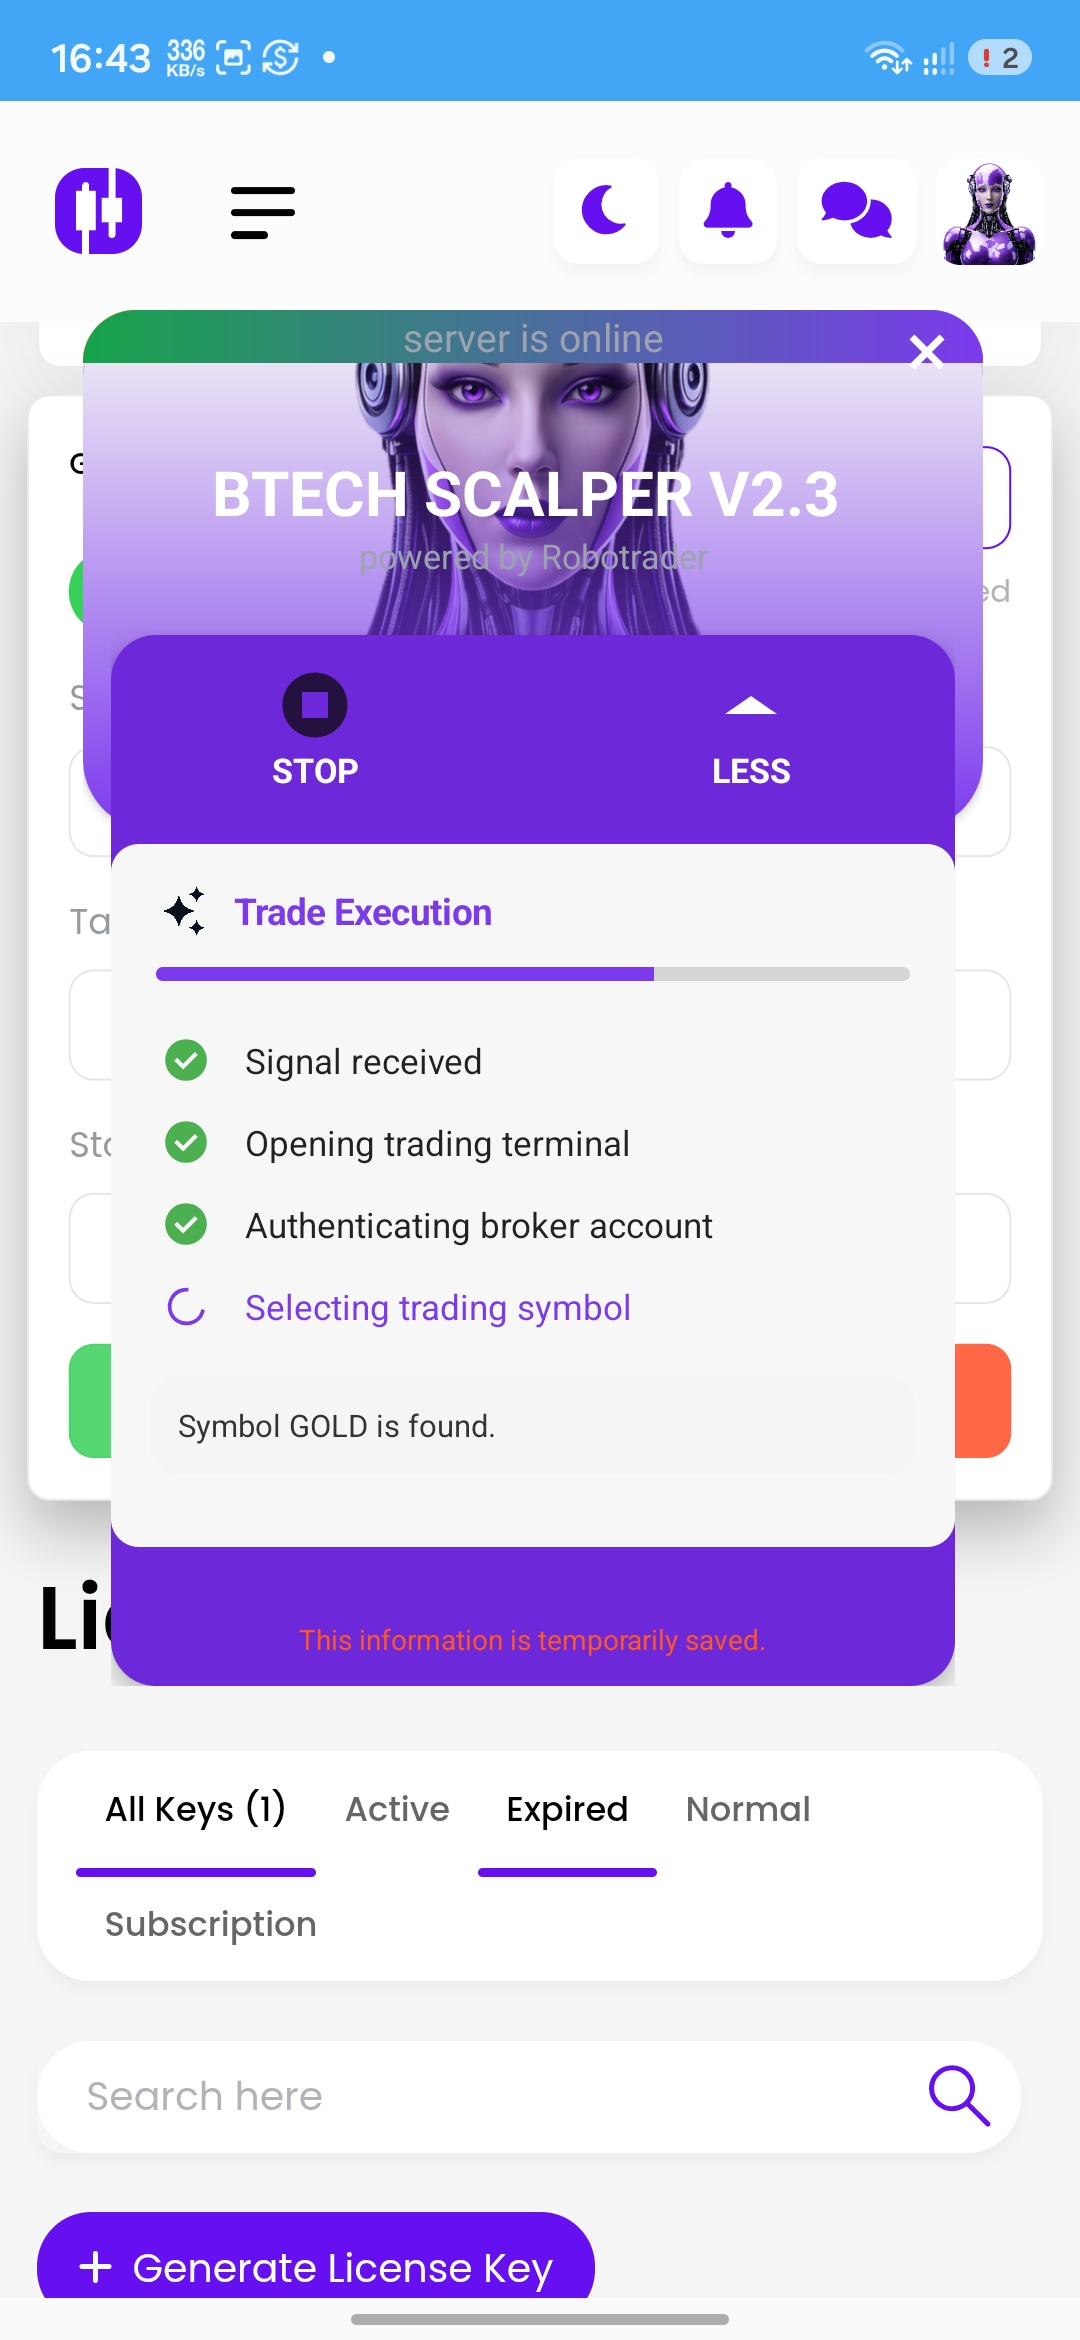 16:43 336 KB/s 2
server is online
BTECH SCALPER V2.3
powered by Robotrader
ed
STOP LESS
Trade Execution
Signal received
Opening trading terminal
Authenticating broker account
Selecting trading symbol
Symbol GOLD is found.
This information is temporarily saved.
All Keys (1) Active Expired Normal
Subscription
Search here
+ Generate License Key